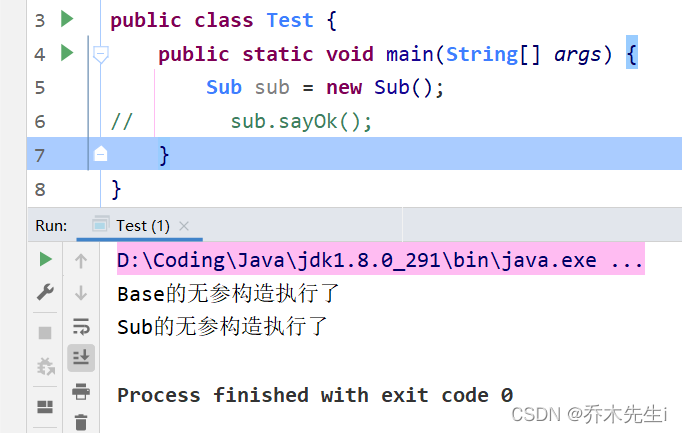 3 public class Test {
4 public static void main(String[] args) {
5 Sub sub = new Sub();
6 // sub.sayOk();
7 }
8 }
Run: Test (1) ×
D:\Coding\Java\jdk1.8.0_291\bin\java.exe ...
Base的无参构造执行了
Sub的无参构造执行了
Process finished with exit code 0
CSDN @乔木先生i